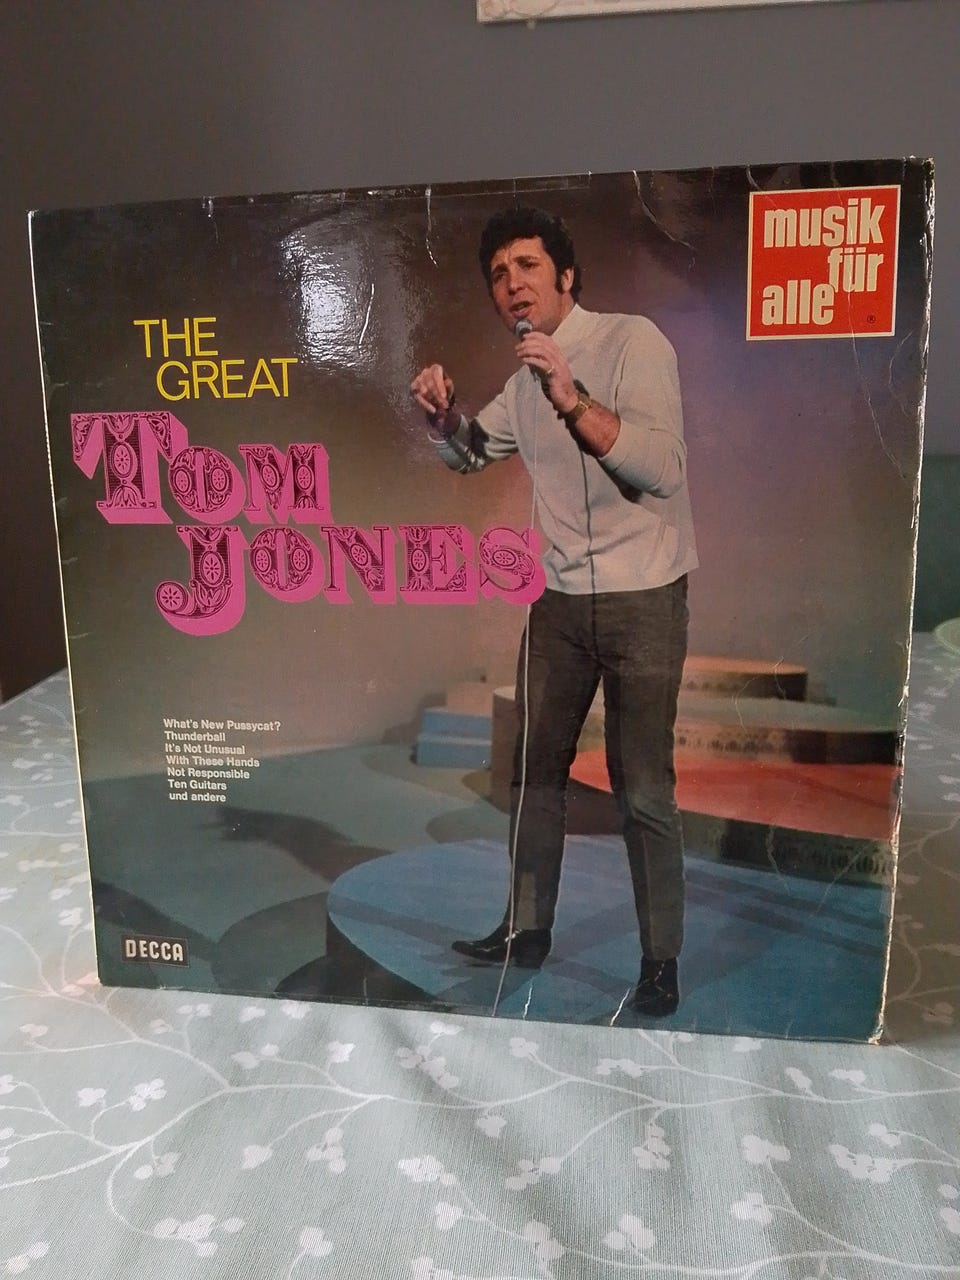 musik
für
alle
®
THE
GREAT
TOM
JONES
What's New Pussycat?
Thunderball
It's Not Unusual
With These Hands
Not Responsible
Ten Guitars
und andere
DECCA